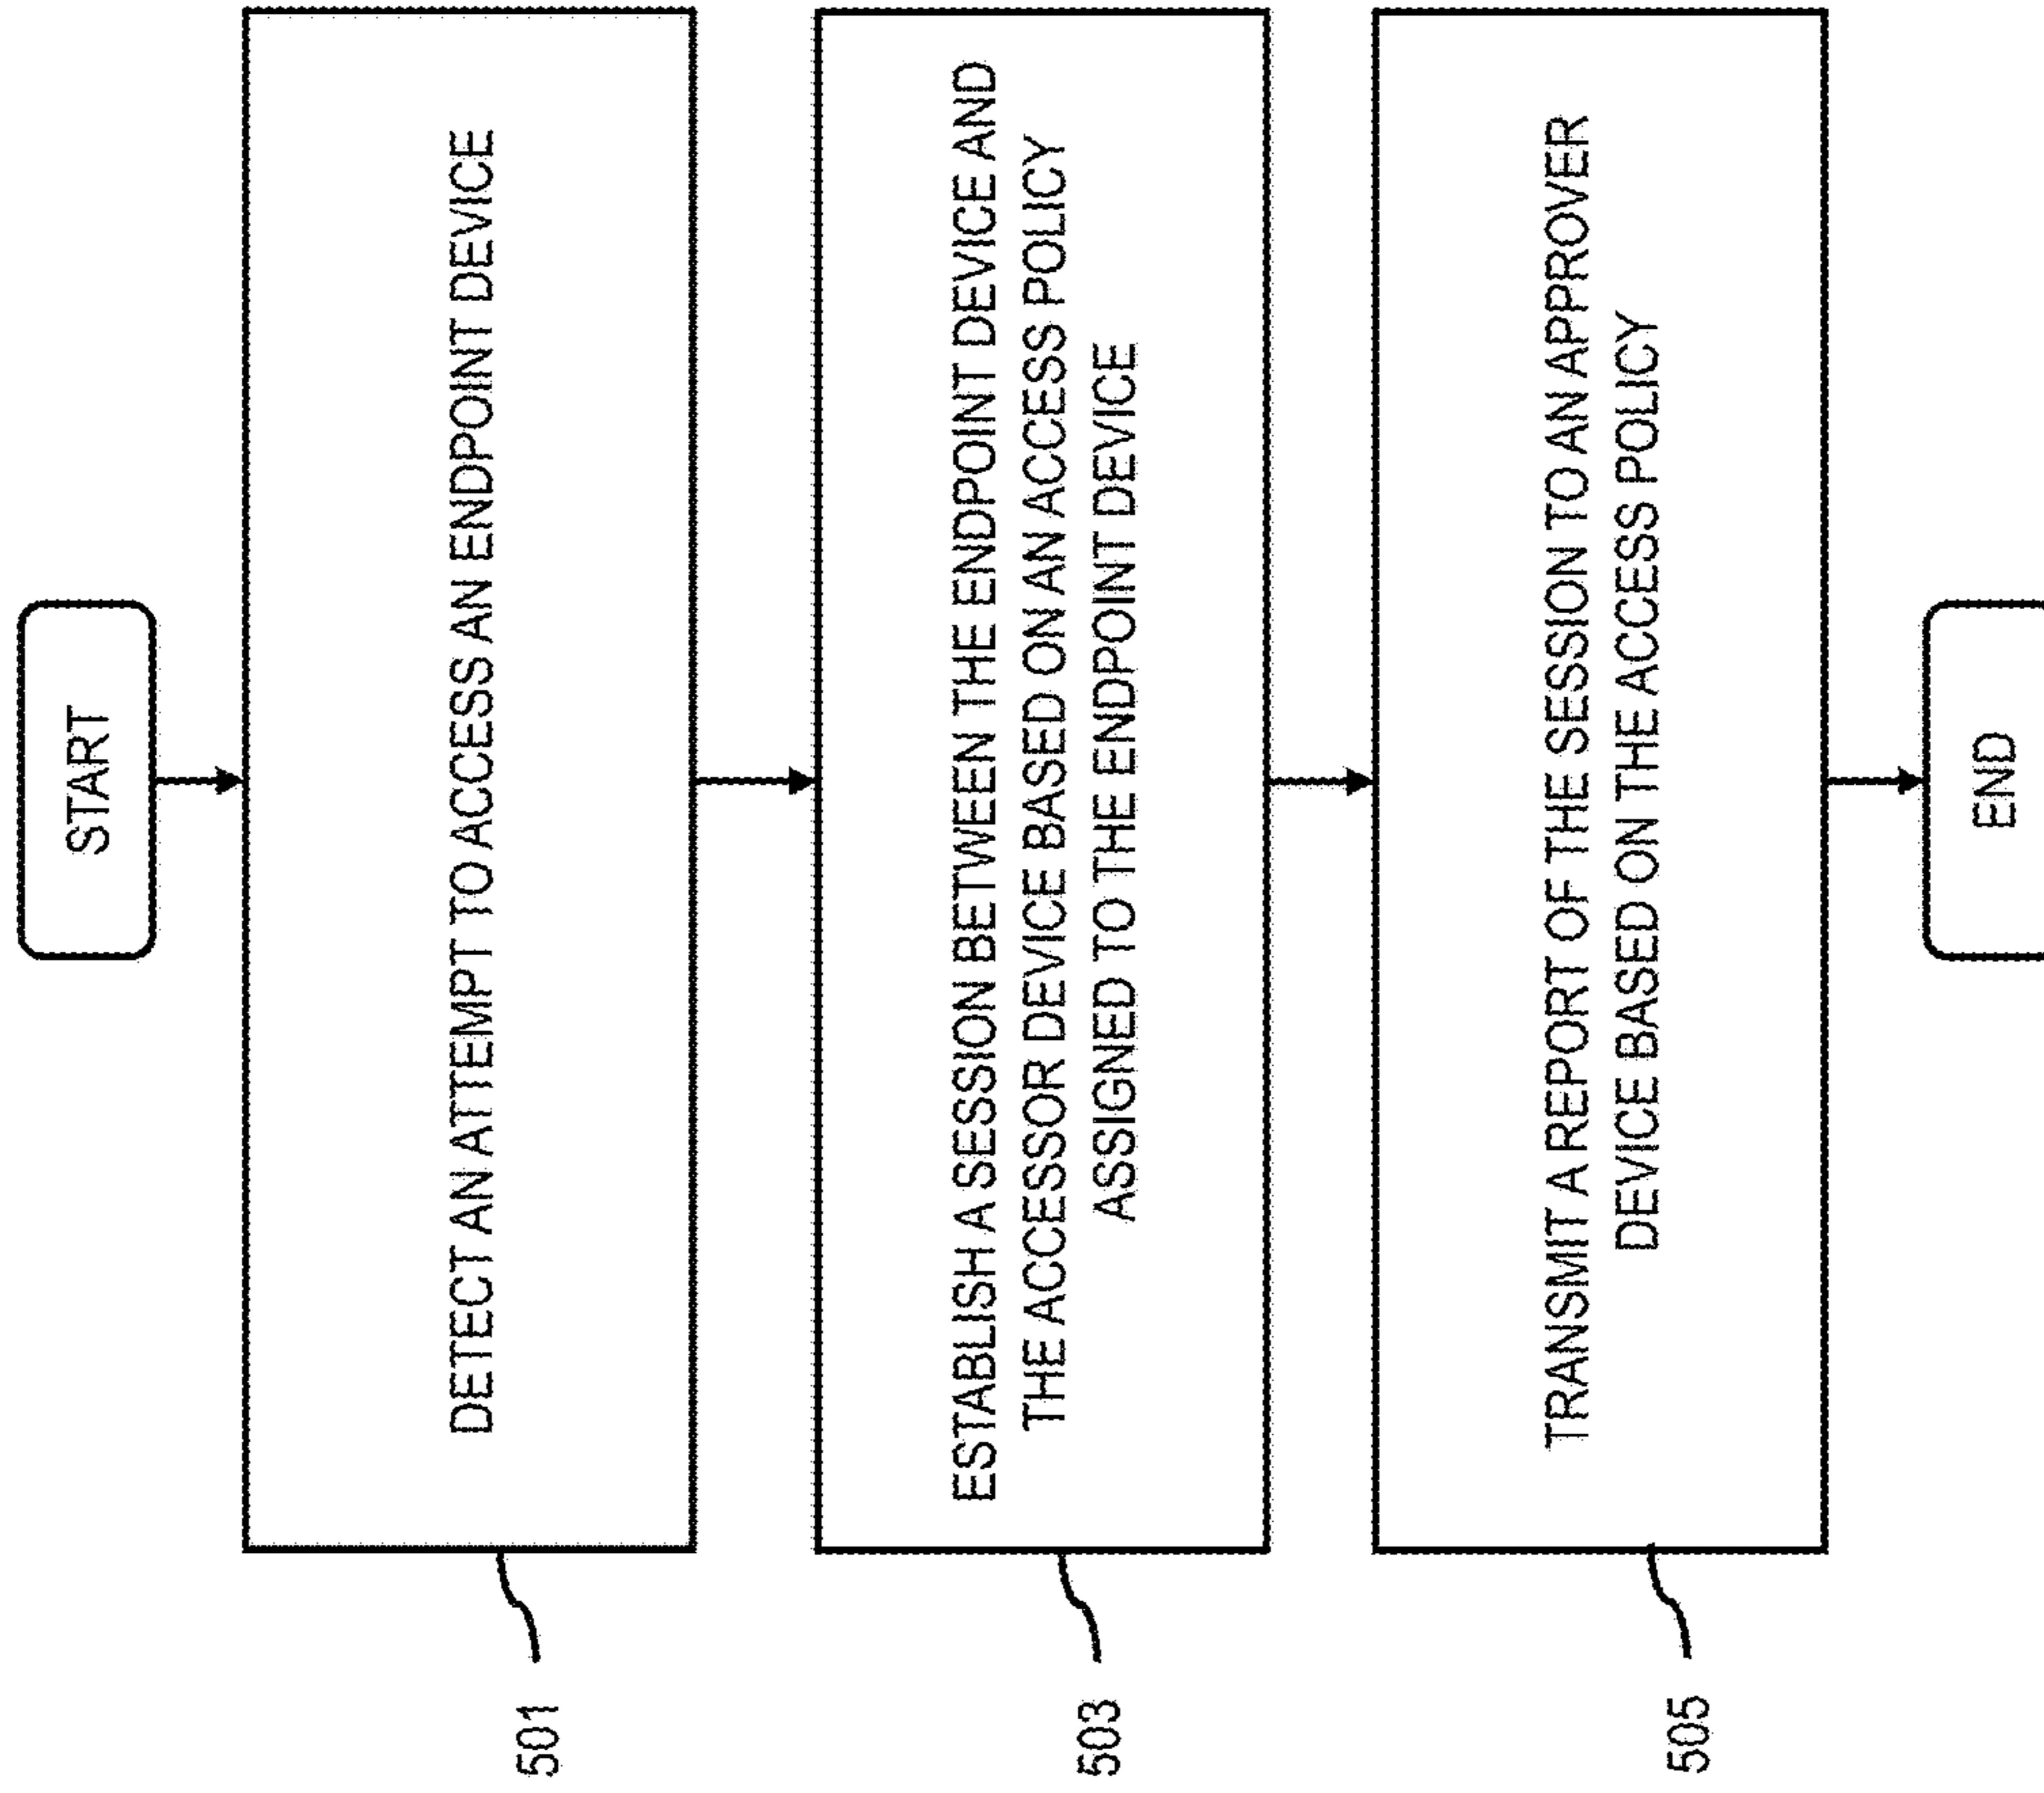 START
DETECT AN ATTEMPT TO ACCESS AN ENDPOINT DEVICE
501
ESTABLISH A SESSION BETWEEN THE ENDPOINT DEVICE AND
THE ACCESSOR DEVICE BASED ON AN ACCESS POLICY
ASSIGNED TO THE ENDPOINT DEVICE
503
TRANSMIT A REPORT OF THE SESSION TO AN APPROVER
DEVICE BASED ON THE ACCESS POLICY
505
END